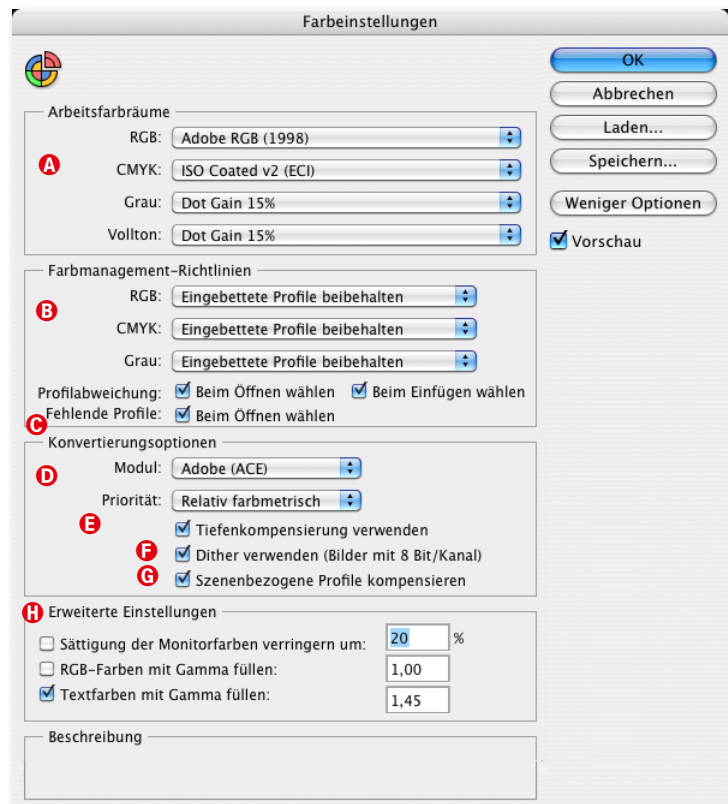 Farbeinstellungen
OK
Abbrechen
Laden...
Speichern...
Weniger Optionen
Vorschau
Arbeitsfarbräume
A
RGB: Adobe RGB (1998)
CMYK: ISO Coated v2 (ECI)
Grau: Dot Gain 15%
Vollton: Dot Gain 15%
Farbmanagement-Richtlinien
B
RGB: Eingebettete Profile beibehalten
CMYK: Eingebettete Profile beibehalten
Grau: Eingebettete Profile beibehalten
Profilabweichung: Beim Öffnen wählen Beim Einfügen wählen
Fehlende Profile: Beim Öffnen wählen
C
Konvertierungsoptionen
D
Modul: Adobe (ACE)
Priorität: Relativ farbmetrisch
E
Tiefenkompensierung verwenden
F Dither verwenden (Bilder mit 8 Bit/Kanal)
G Szenenbezogene Profile kompensieren
H Erweiterte Einstellungen
Sättigung der Monitorfarben verringern um: 20 %
RGB-Farben mit Gamma füllen: 1,00
Textfarben mit Gamma füllen: 1,45
Beschreibung